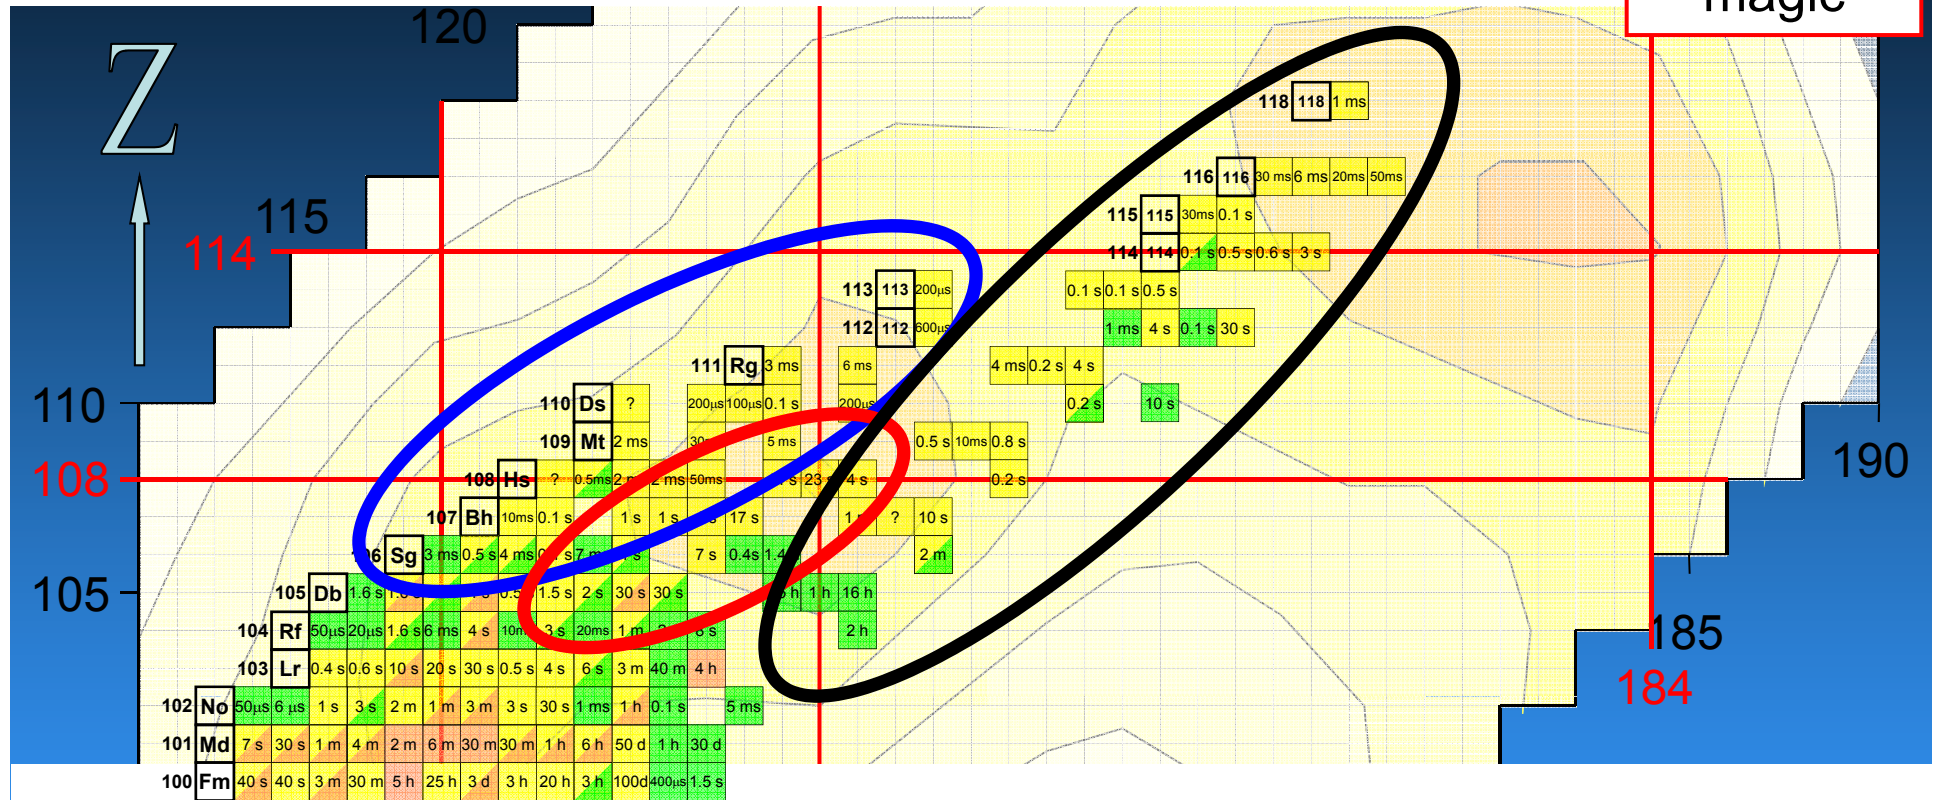 magic
120
Z
118 118 1 ms
116 116 30 ms 6 ms 20ms 50ms
115 115 115 30ms 0.1 s
114 114 114 0.1 s 0.5 s 0.6 s 3 s
113 113 200µs 0.1 s 0.1 s 0.5 s
112 112 600µs 1 ms 4 s 0.1 s 30 s
111 Rg 3 ms 6 ms 4 ms 0.2 s 4 s
110 110 Ds ? 200µs 100µs 0.1 s 200µs 0.2 s 10 s
109 Mt 2 ms 5 ms 0.5 s 10ms 0.8 s
190
108 108 Hs ? 0.5ms 2 ms 50ms 23 4 s 0.2 s
107 Bh 10ms 0.1 s 1 s 1 s 17 s ? 10 s
Sg 3 ms 0.5 s 4 ms 7 s 0.4s 2 m
105 105 Db 1.6 s 1.5 s 2 s 30 s 30 s 1 h 16 h
104 Rf 50µs 20µs 1.6 s 6 ms 4 s 3 s 20ms 1 m 2 h
185
103 Lr 0.4 s 0.6 s 10 s 20 s 30 s 0.5 s 4 s 6 s 3 m 40 m 4 h
184
102 No 50µs 6 µs 1 s 3 s 2 m 1 m 3 m 3 s 30 s 1 ms 1 h 0.1 s 5 ms
101 Md 7 s 30 s 1 m 4 m 2 m 6 m 30 m 30 m 1 h 6 h 50 d 1 h 30 d
100 Fm 40 s 40 s 3 m 30 m 5 h 25 h 3 d 3 h 20 h 3 h 100d 400µs 1.5 s